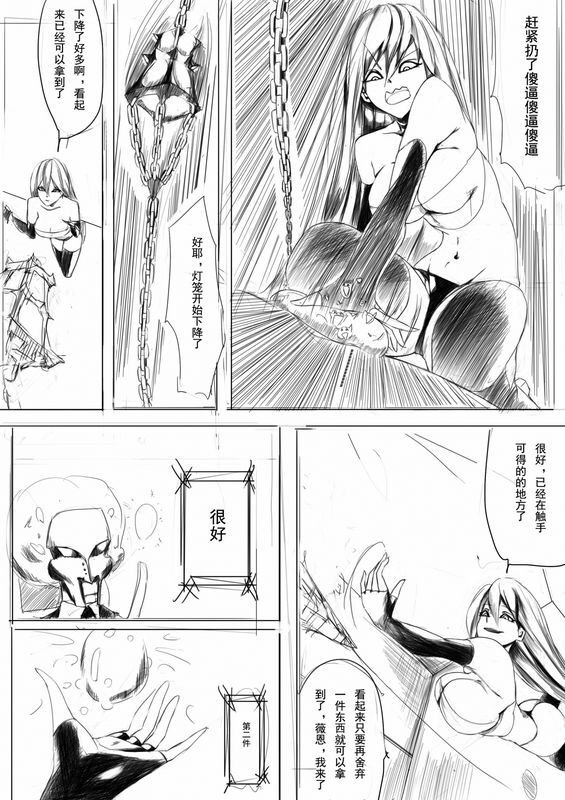 赶紧扔了傻逼傻逼傻逼
好耶，灯笼开始下降了
下降了好多啊，看起
来已经可以拿到了
很好，已经在触手
可得的的地方了
看起来只要再舍弃
一件东西就可以拿
到了，薇恩，我来了
很好
第二件